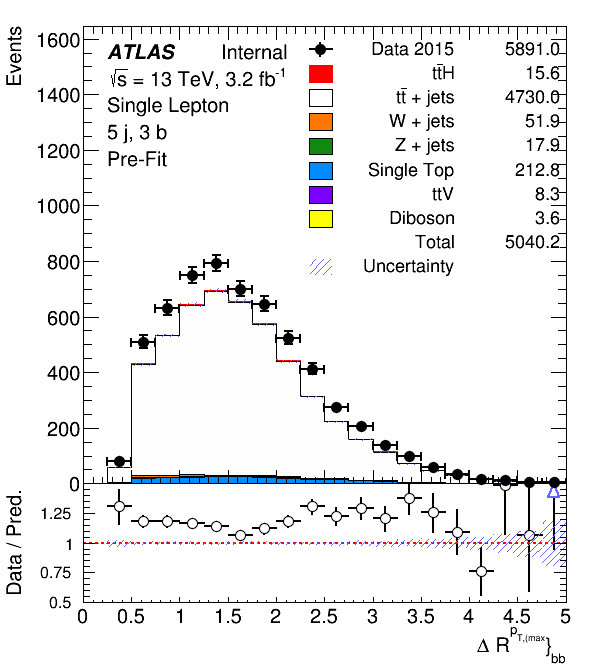 Events
1600
1400
1200
1000
800
600
400
200
0
ATLAS Internal
√s = 13 TeV, 3.2 fb⁻¹
Single Lepton
5 j, 3 b
Pre-Fit
Data 2015 5891.0
tt̄H 15.6
tt̄ + jets 4730.0
W + jets 51.9
Z + jets 17.9
Single Top 212.8
ttV 8.3
Diboson 3.6
Total 5040.2
Uncertainty
Data / Pred.
1.25
1
0.75
0.5
0 0.5 1 1.5 2 2.5 3 3.5 4 4.5 5
Δ R^{p_{T,(max}}}_{bb}